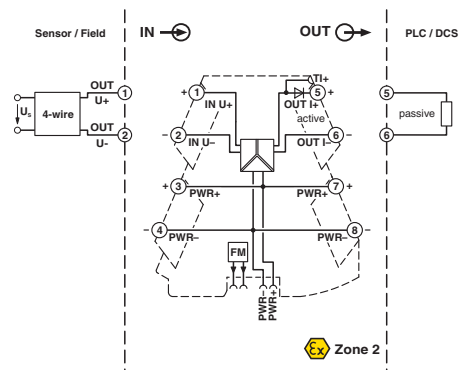 Sensor / Field
IN
OUT
PLC / DCS
OUT
U+
1
Us
4-wire
OUT
U-
2
+ 1
IN U+
TI+
5 +
OUT I+
active
- 2
IN U-
6 -
OUT I-
+ 3
PWR+
7 +
PWR+
- 4
PWR-
8 -
PWR-
FM
PWR-
PWR+
5
passive
6
Ex Zone 2